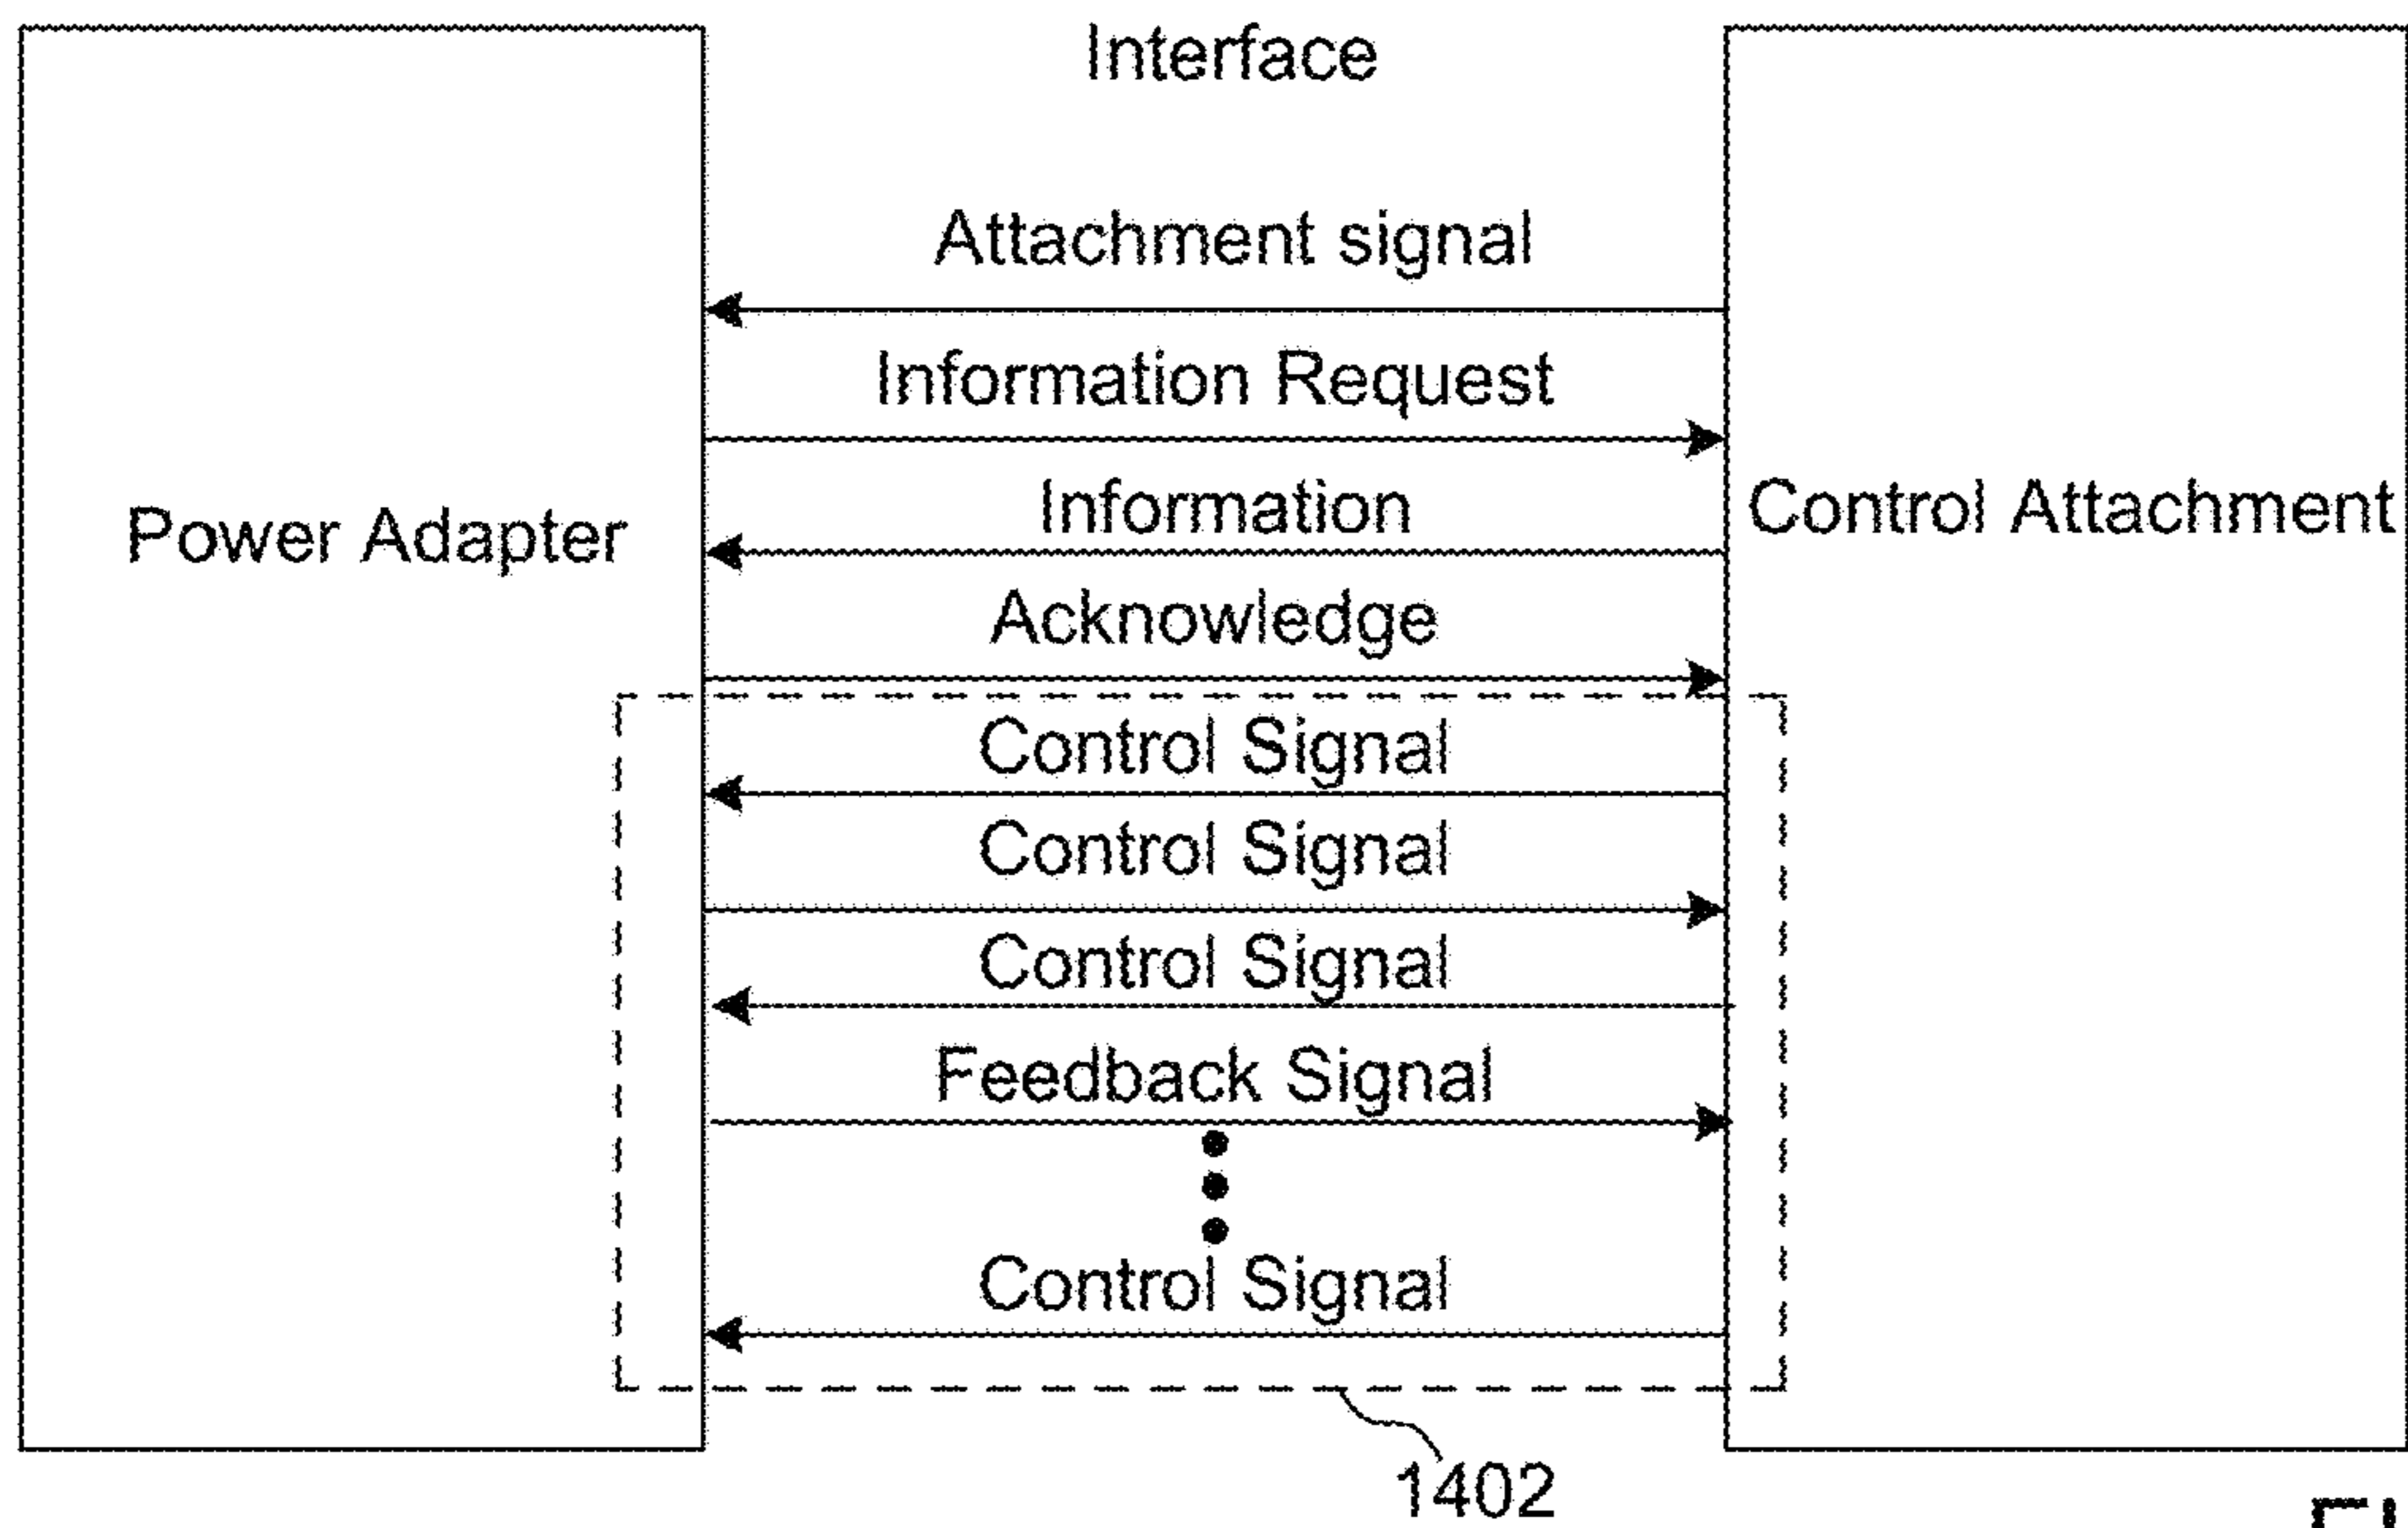 Interface
Attachment signal
Information Request
Information
Power Adapter
Control Attachment
Acknowledge
Control Signal
Control Signal
Control Signal
Feedback Signal
Control Signal
1402